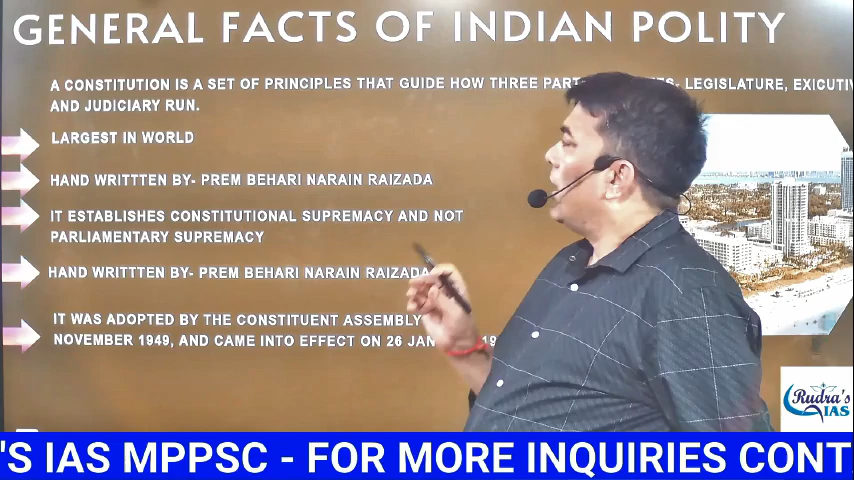 GENERAL FACTS OF INDIAN POLITY
A CONSTITUTION IS A SET OF PRINCIPLES THAT GUIDE HOW THREE LEGISLATURE,
AND JUDICIARY RUN.
LARGEST IN WORLD
HAND WRITTTEN BY- PREM BEHARI NARAIN RAIZADA
IT ESTABLISHES CONSTITUTIONAL SUPREMACY AND NOT
PARLIAMENTARY SUPREMACY
HAND WRITTTEN BY- PREM BEHARI NARAIN RAIZADA
IT WAS ADOPTED BY THE CONSTITUENT ASSEMBLY
NOVEMBER 1949, AND CAME INTO EFFECT ON 26
Rudra's
IAS
'S IAS MPPSC - FOR MORE INQUIRIES CONT